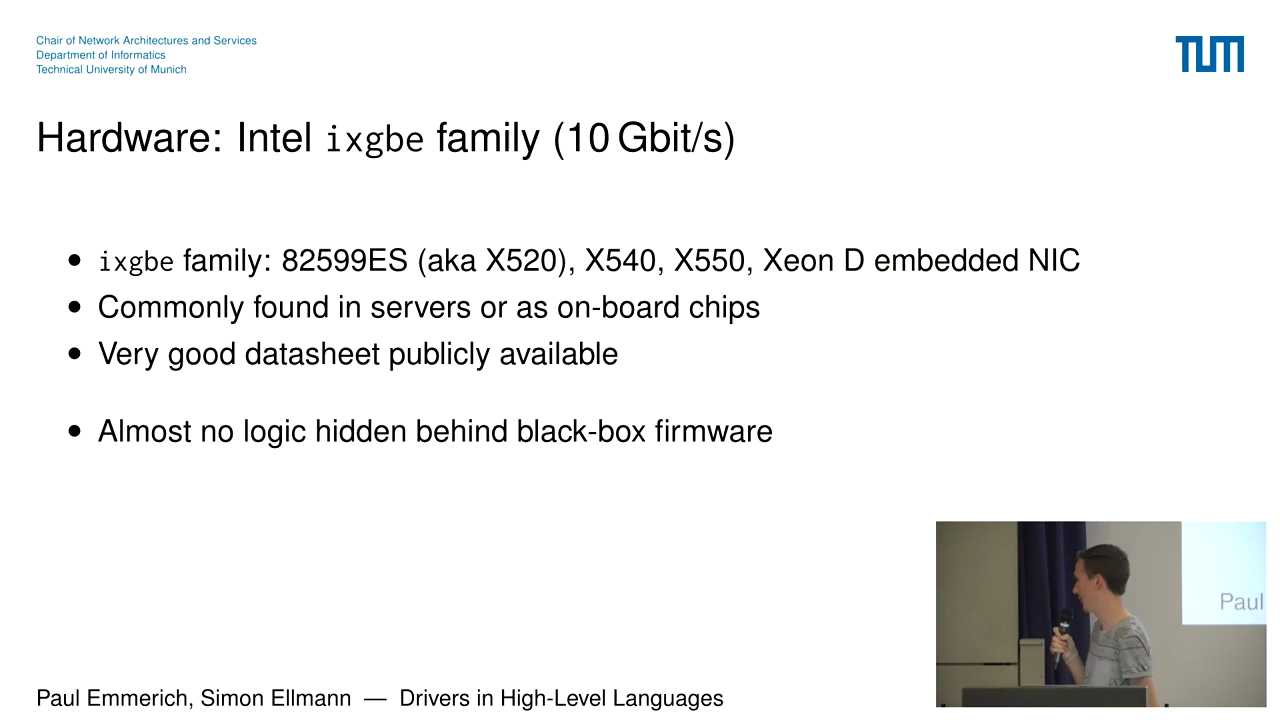 Chair of Network Architectures and Services
Department of Informatics
Technical University of Munich
TUM
Hardware: Intel ixgbe family (10 Gbit/s)
• ixgbe family: 82599ES (aka X520), X540, X550, Xeon D embedded NIC
• Commonly found in servers or as on-board chips
• Very good datasheet publicly available
• Almost no logic hidden behind black-box firmware
Paul
Paul Emmerich, Simon Ellmann — Drivers in High-Level Languages